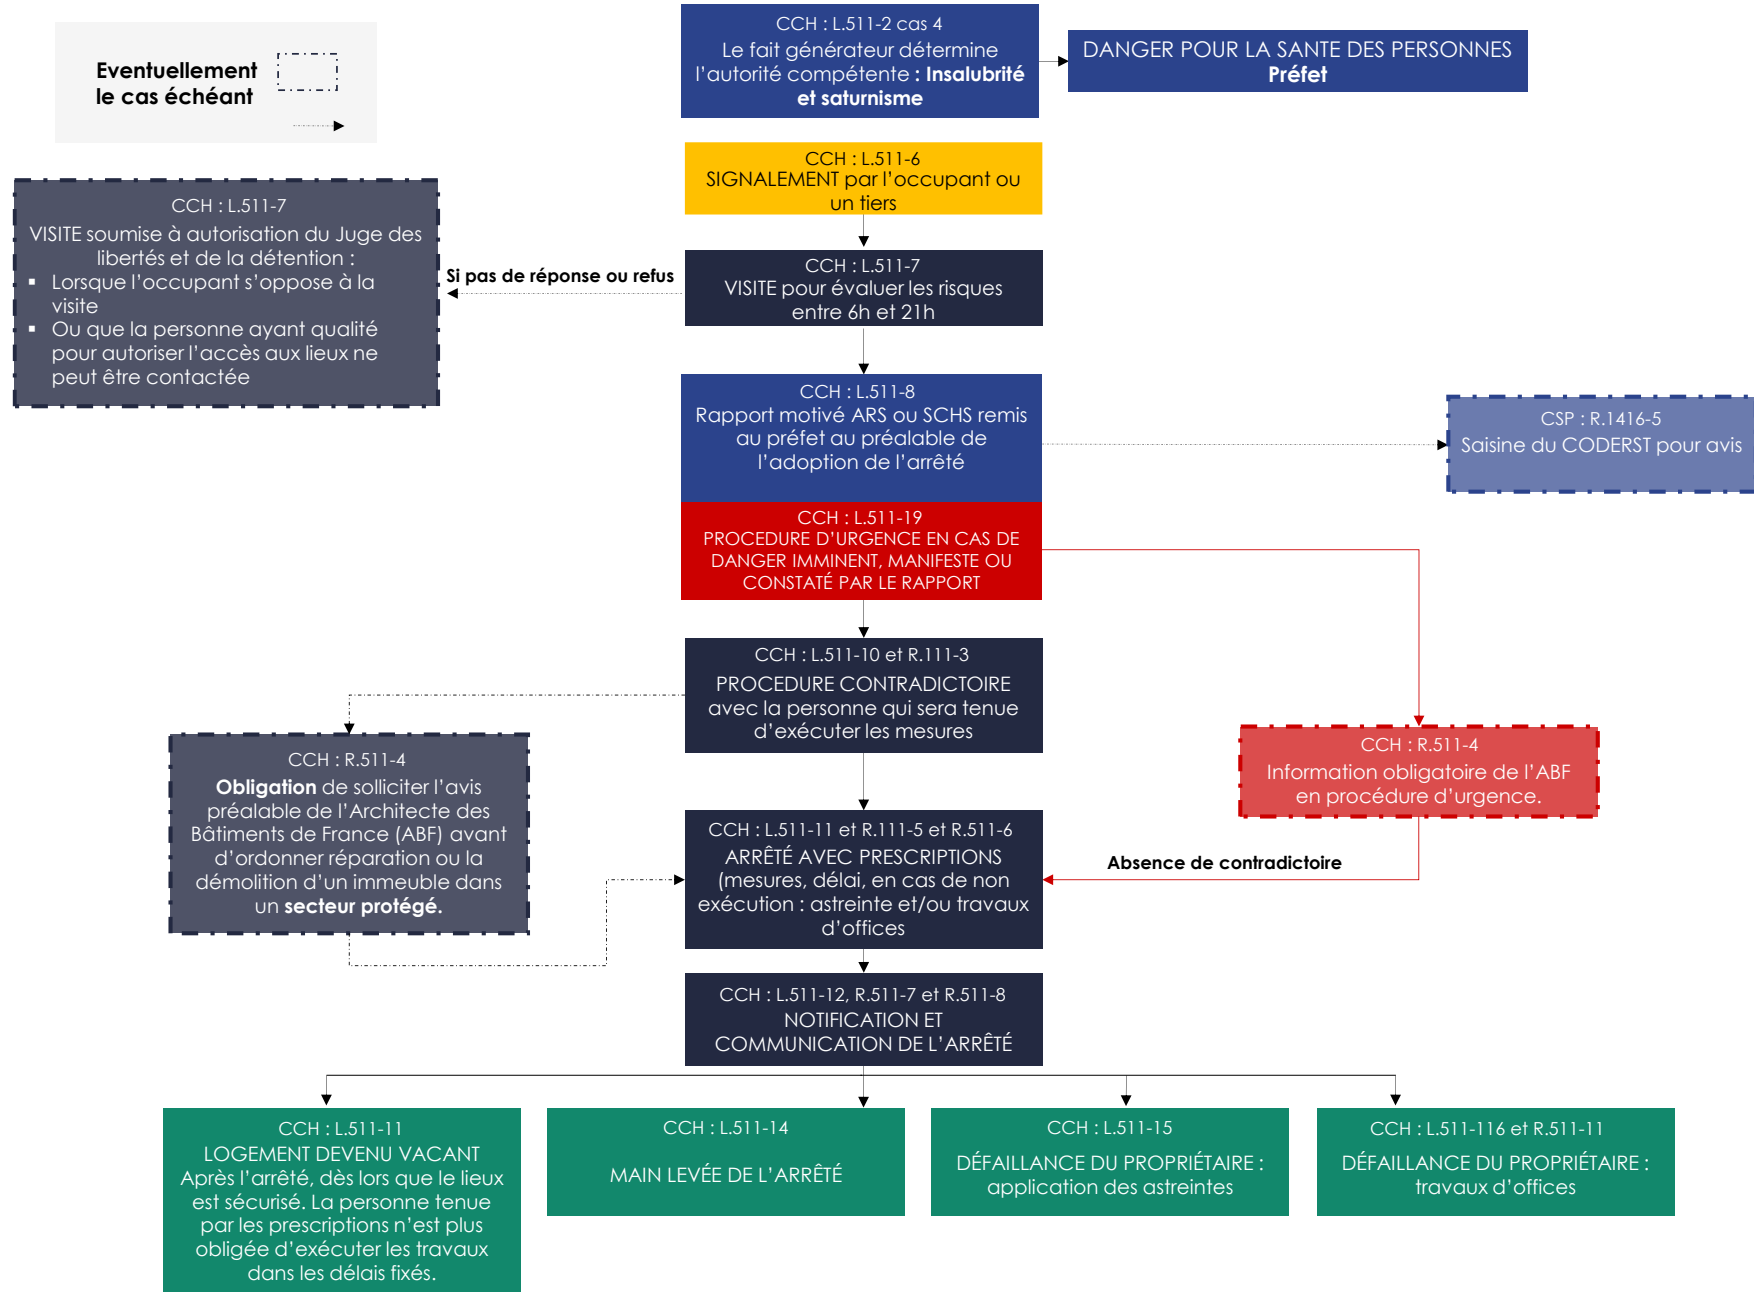 Eventuellement
le cas échéant
CCH : L.511-2 cas 4
Le fait générateur détermine
l’autorité compétente : Insalubrité
et saturnisme
DANGER POUR LA SANTE DES PERSONNES
Préfet
CCH : L.511-6
SIGNALEMENT par l’occupant ou
un tiers
CCH : L.511-7
VISITE soumise à autorisation du Juge des
libertés et de la détention :
▪ Lorsque l’occupant s’oppose à la
visite
▪ Ou que la personne ayant qualité
pour autoriser l’accès aux lieux ne
peut être contactée
Si pas de réponse ou refus
CCH : L.511-7
VISITE pour évaluer les risques
entre 6h et 21h
CCH : L.511-8
Rapport motivé ARS ou SCHS remis
au préfet au préalable de
l’adoption de l’arrêté
CSP : R.1416-5
Saisine du CODERST pour avis
CCH : L.511-19
PROCEDURE D’URGENCE EN CAS DE
DANGER IMMINENT, MANIFESTE OU
CONSTATÉ PAR LE RAPPORT
CCH : L.511-10 et R.111-3
PROCEDURE CONTRADICTOIRE
avec la personne qui sera tenue
d’exécuter les mesures
CCH : R.511-4
Obligation de solliciter l’avis
préalable de l’Architecte des
Bâtiments de France (ABF) avant
d’ordonner réparation ou la
démolition d’un immeuble dans
un secteur protégé.
CCH : R.511-4
Information obligatoire de l’ABF
en procédure d’urgence.
CCH : L.511-11 et R.111-5 et R.511-6
ARRÊTÉ AVEC PRESCRIPTIONS
(mesures, délai, en cas de non
exécution : astreinte et/ou travaux
d’offices
Absence de contradictoire
CCH : L.511-12, R.511-7 et R.511-8
NOTIFICATION ET
COMMUNICATION DE L’ARRÊTÉ
CCH : L.511-11
LOGEMENT DEVENU VACANT
Après l’arrêté, dès lors que le lieux
est sécurisé. La personne tenue
par les prescriptions n’est plus
obligée d’exécuter les travaux
dans les délais fixés.
CCH : L.511-14
MAIN LEVÉE DE L’ARRÊTÉ
CCH : L.511-15
DÉFAILLANCE DU PROPRIÉTAIRE :
application des astreintes
CCH : L.511-116 et R.511-11
DÉFAILLANCE DU PROPRIÉTAIRE :
travaux d’offices